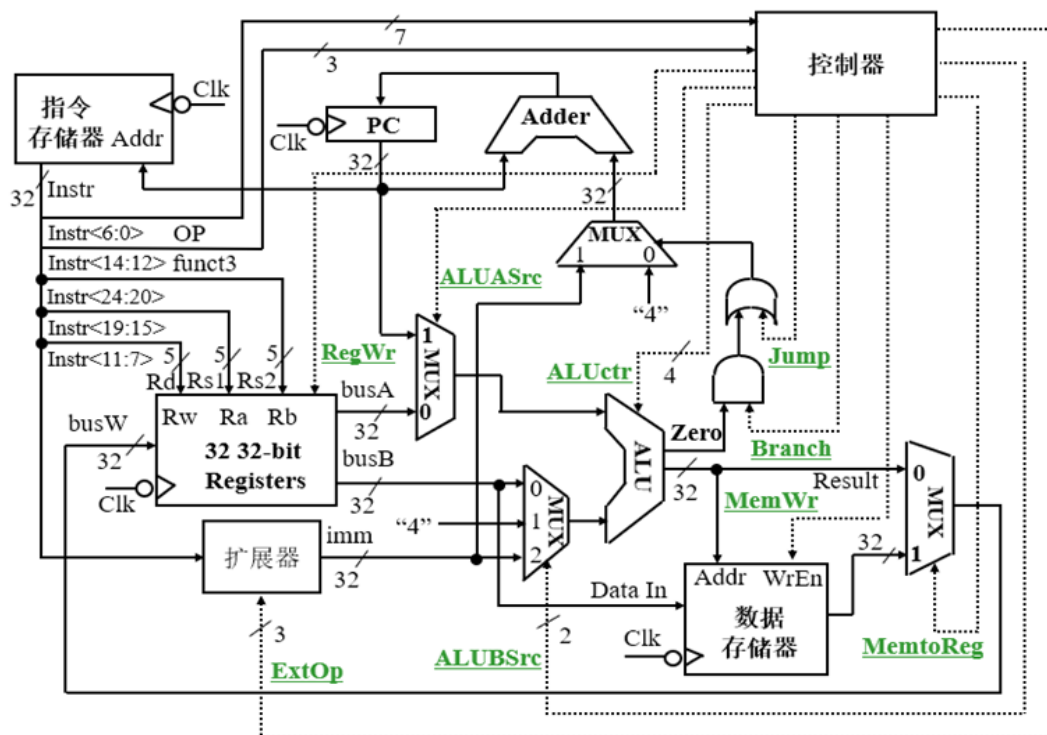 7
3
控制器
指令
存储器 Addr
Clk
Clk
PC
Adder
32
32
32
Instr
Instr<6:0> OP
Instr<14:12> funct3
Instr<24:20>
Instr<19:15>
Instr<11:7>
MUX
1 0
"4"
ALUASrc
RegWr
ALUctr
4
Jump
Branch
5 5 5
Rd Rs1 Rs2
Rw Ra Rb
32 32-bit
Registers
busW
32
Clk
busA
32
busB
32
1
MUX
0
0
MUX
1
2
"4"
ALU
Zero
32
Result
MemWr
0
MUX
1
32
扩展器
imm
32
3
ExtOp
ALUBSrc
2
Data In
Addr WrEn
数据
存储器
Clk
MemtoReg